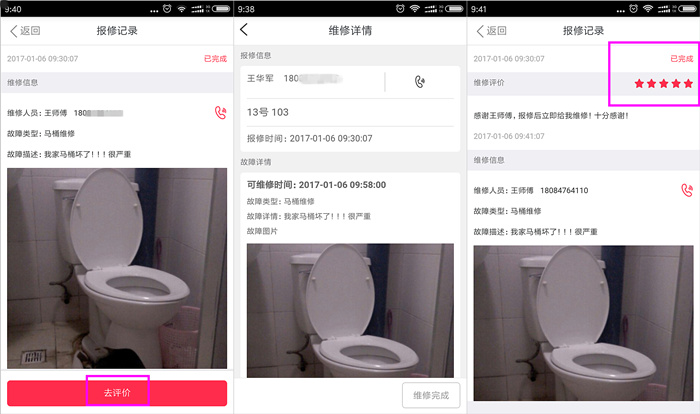 9:40
返回
报修记录
2017-01-06 09:30:07
已完成
维修信息
维修人员：王师傅 180
故障类型：马桶维修
故障描述：我家马桶坏了！！！很严重
去评价
9:38
维修详情
报修信息
王华军 180
13号 103
报修时间：2017-01-06 09:30:07
故障详情
可维修时间：2017-01-06 09:58:00
故障类型：马桶维修
故障详情：我家马桶坏了！！！很严重
故障图片
维修完成
9:41
返回
报修记录
2017-01-06 09:30:07
已完成
维修评价
感谢王师傅，报修后立即给我维修！十分感谢！
2017-01-06 09:41:07
维修信息
维修人员：王师傅 18084764110
故障类型：马桶维修
故障描述：我家马桶坏了！！！很严重